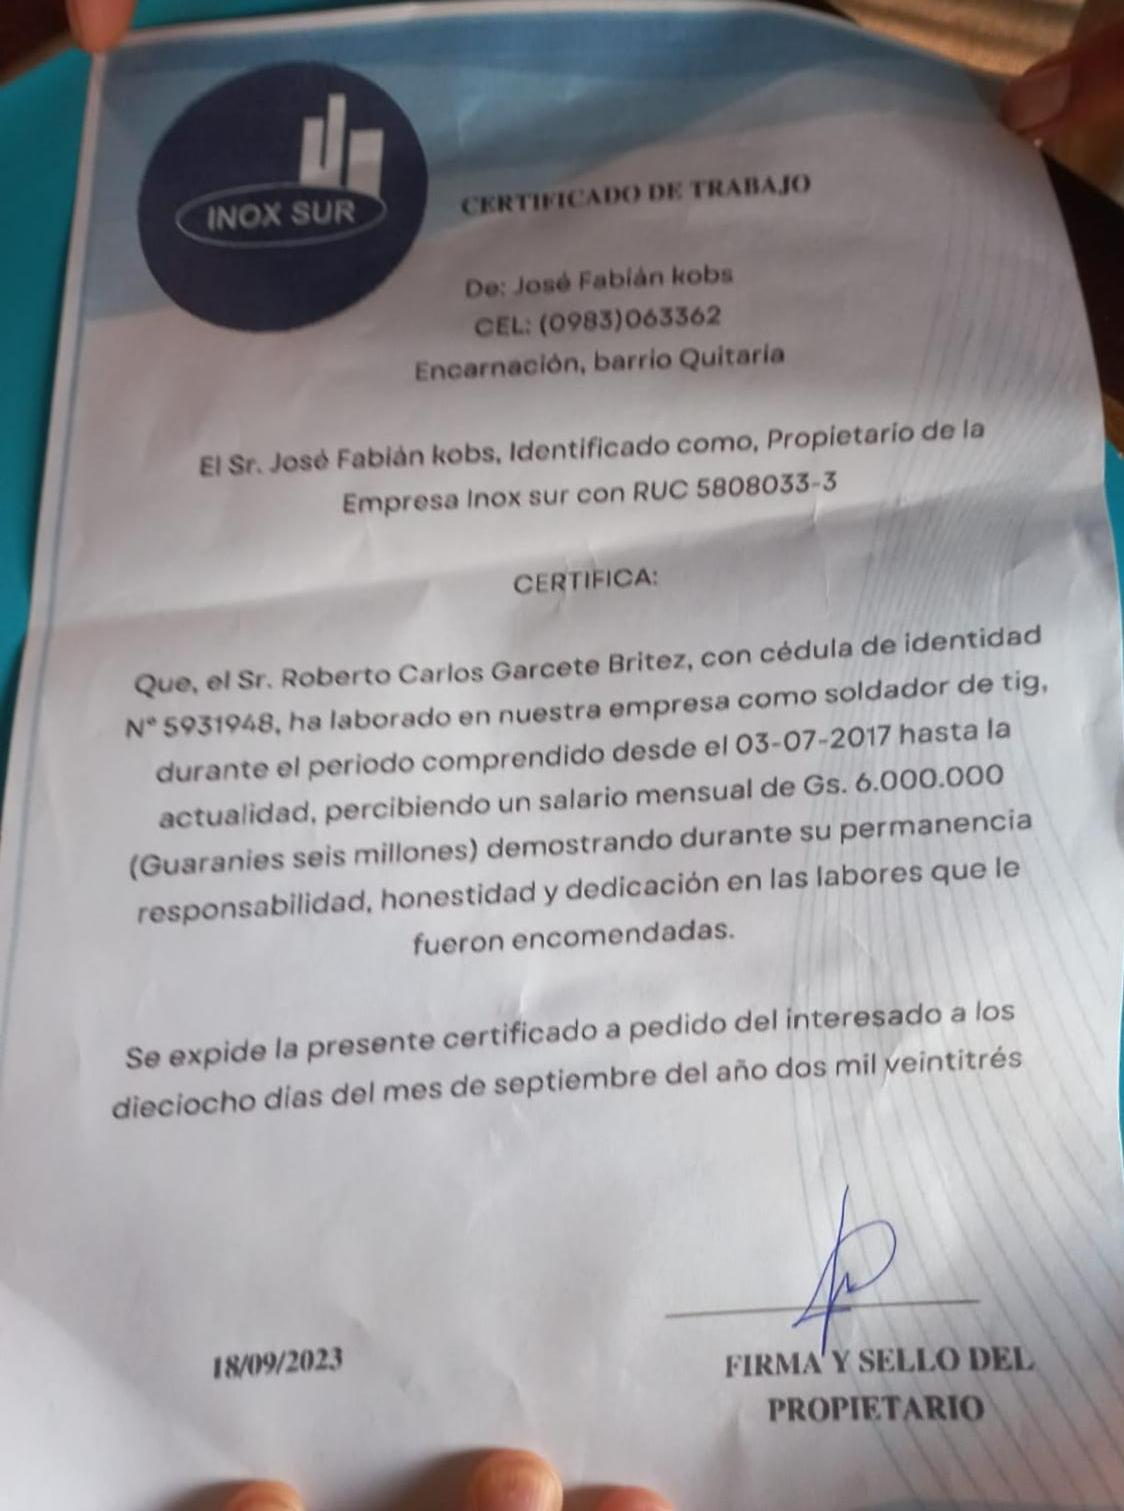 INOX SUR
CERTIFICADO DE TRABAJO
De: José Fabián kobs
CEL: (0983)063362
Encarnación, barrio Quitaria
El Sr. José Fabián kobs, Identificado como, Propietario de la
Empresa Inox sur con RUC 5808033-3
CERTIFICA:
Que, el Sr. Roberto Carlos Garcete Britez, con cédula de identidad
N° 5931948, ha laborado en nuestra empresa como soldador de tig,
durante el periodo comprendido desde el 03-07-2017 hasta la
actualidad, percibiendo un salario mensual de Gs. 6.000.000
(Guaranies seis millones) demostrando durante su permanencia
responsabilidad, honestidad y dedicación en las labores que le
fueron encomendadas.
Se expide la presente certificado a pedido del interesado a los
dieciocho dias del mes de septiembre del año dos mil veintitrés
18/09/2023
FIRMA Y SELLO DEL
PROPIETARIO